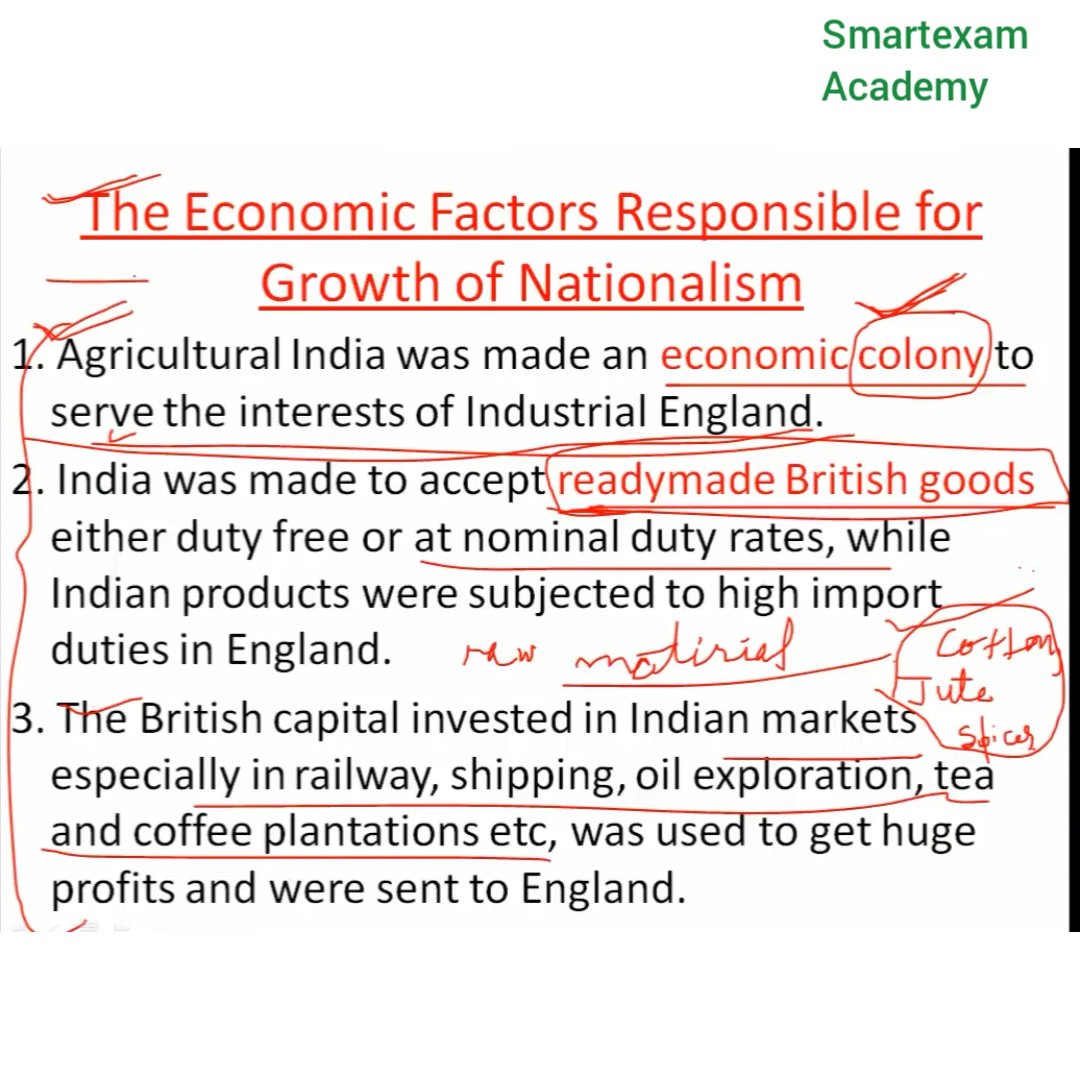 Smartexam
Academy
The Economic Factors Responsible for
Growth of Nationalism
1. Agricultural India was made an economic colony to
serve the interests of Industrial England.
2. India was made to accept readymade British goods
either duty free or at nominal duty rates, while
Indian products were subjected to high import
duties in England. raw matirial Cotton
Jute
3. The British capital invested in Indian markets Spices
especially in railway, shipping, oil exploration, tea
and coffee plantations etc, was used to get huge
profits and were sent to England.